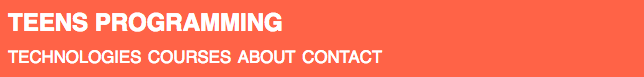 TEENS PROGRAMMING
TECHNOLOGIES COURSES ABOUT CONTACT